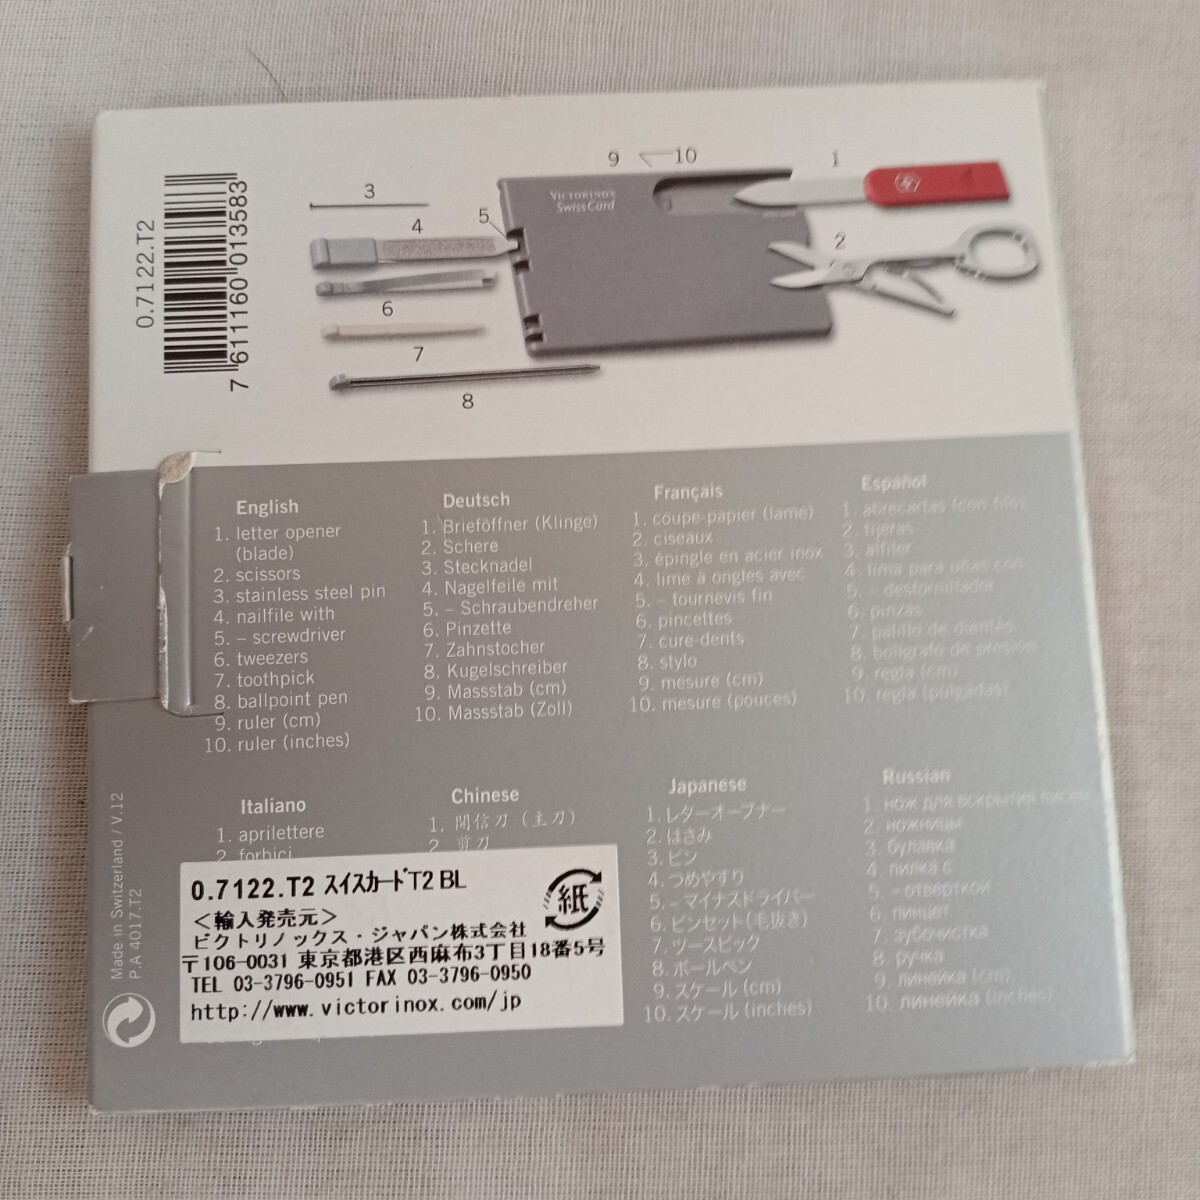 0.7122.T2
7 611160 013583
3
4
5
6
7
8
9
10
1
2
VICTORINOX
SwissCard
English
1. letter opener
(blade)
2. scissors
3. stainless steel pin
4. nailfile with
5. – screwdriver
6. tweezers
7. toothpick
8. ballpoint pen
9. ruler (cm)
10. ruler (inches)
Deutsch
1. Brieföffner (Klinge)
2. Schere
3. Stecknadel
4. Nagelfeile mit
5. – Schraubendreher
6. Pinzette
7. Zahnstocher
8. Kugelschreiber
9. Massstab (cm)
10. Massstab (Zoll)
Français
1. coupe-papier (lame)
2. ciseaux
3. épingle en acier inox
4. lime à ongles avec
5. – tournevis fin
6. pincettes
7. cure-dents
8. stylo
9. mesure (cm)
10. mesure (pouces)
Español
1. abrecartas (con filo)
2. tijeras
3. alfiler
4. lima para uñas con
5. – destornillador
6. pinzas
7. palillo de dientes
8. bolígrafo de presión
9. regla (cm)
10. regla (pulgadas)
Italiano
1. aprilettere
2. forbici
Chinese
1. 開信刀 (主刀)
2. 剪刀
Japanese
1. レターオープナー
2. はさみ
3. ピン
4. つめやすり
5. – マイナスドライバー
6. ピンセット(毛抜き)
7. ツースピック
8. ボールペン
9. スケール (cm)
10. スケール (inches)
Russian
1. нож для вскрытия писем
2. ножницы
3. булавка
4. пилка с
5. – отверткой
6. пинцет
7. зубочистка
8. ручка
9. линейка (cm)
10. линейка (inches)
Made in Switzerland / V.12
P.A 4017.T2
0.7122.T2 スイスカードT2 BL
紙
＜輸入発売元＞
ビクトリノックス・ジャパン株式会社
〒106-0031 東京都港区西麻布3丁目18番5号
TEL 03-3796-0951 FAX 03-3796-0950
http://www.victorinox.com/jp